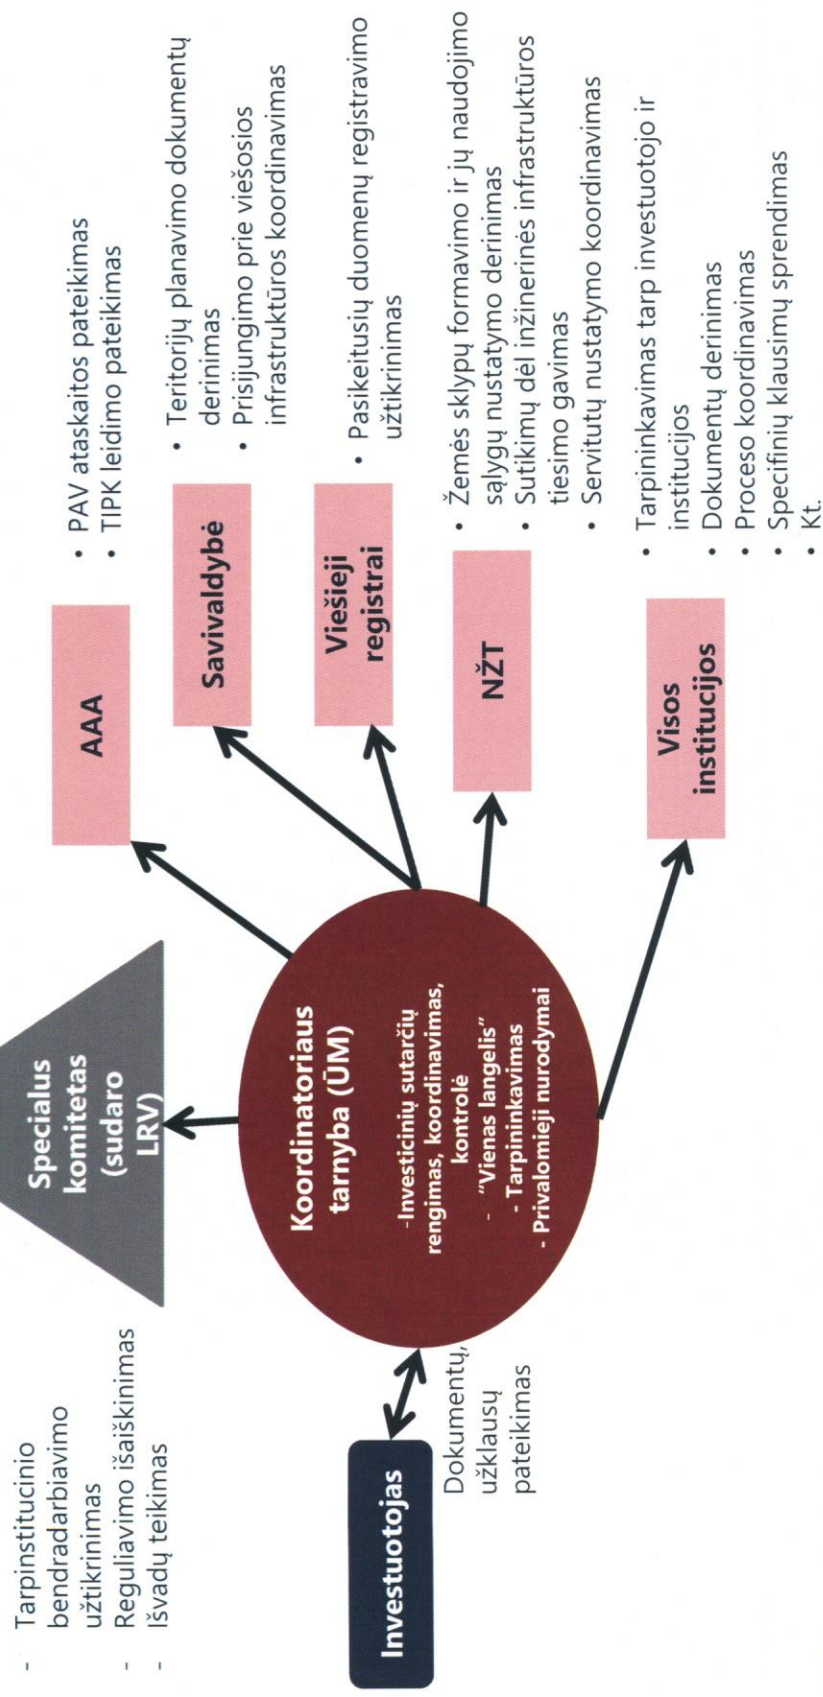 - Tarpinstitucinio
bendradarbiavimo
užtikrinimas
- Reguliavimo išaiškinimas
- Išvadų teikimas
Specialus
komitetas
(sudaro
LRV)
Investuotojas
Dokumentų,
užklausų
pateikimas
Koordinatoriaus
tarnyba (ŪM)
-Investicinių sutarčių
rengimas, koordinavimas,
kontrolė
- "Vienas langelis"
- Tarpininkavimas
- Privalomieji nurodymai
AAA
• PAV ataskaitos pateikimas
• TIPK leidimo pateikimas
Savivaldybė
• Teritorijų planavimo dokumentų
derinimas
• Prisijungimo prie viešosios
infrastruktūros koordinavimas
Viešieji
registrai
• Pasikeitusių duomenų registravimo
užtikrinimas
NŽT
• Žemės sklypų formavimo ir jų naudojimo
sąlygų nustatymo derinimas
• Sutikimų dėl inžinerinės infrastruktūros
tiesimo gavimas
• Servitutų nustatymo koordinavimas
Visos
institucijos
• Tarpininkavimas tarp investuotojo ir
institucijos
• Dokumentų derinimas
• Proceso koordinavimas
• Specifinių klausimų sprendimas
• Kt.